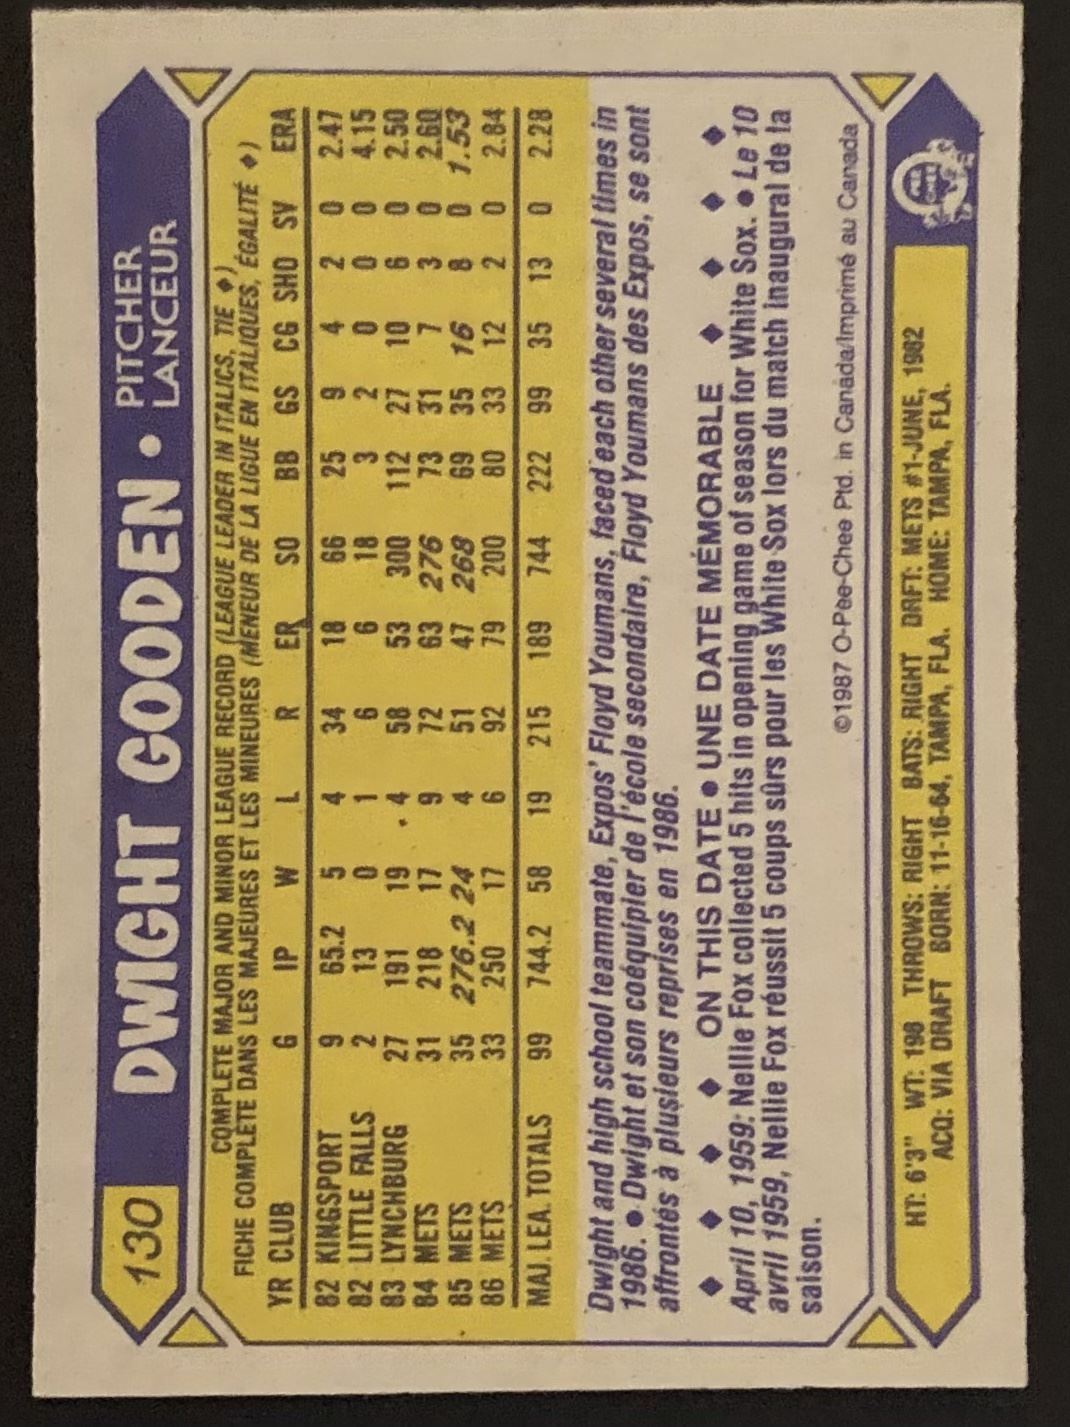 130 DWIGHT GOODEN • PITCHER
LANCEUR
COMPLETE MAJOR AND MINOR LEAGUE RECORD (LEAGUE LEADER IN ITALICS, TIE ♦)
FICHE COMPLÈTE DANS LES MAJEURES ET LES MINEURES (MENEUR DE LA LIGUE EN ITALIQUES, ÉGALITÉ ♦)
YR CLUB G IP W L R ER SO BB GS CG SHO SV ERA
82 KINGSPORT 9 65.2 5 4 34 18 66 25 9 4 2 0 2.47
82 LITTLE FALLS 2 13 0 1 6 6 18 3 2 0 0 0 4.15
83 LYNCHBURG 27 191 19 4 58 53 300 112 27 10 6 0 2.50
84 METS 31 218 17 9 72 63 276 73 31 7 3 0 2.60
85 METS 35 276.2 24 4 51 47 268 69 35 16 8 0 1.53
86 METS 33 250 17 6 92 79 200 80 33 12 2 0 2.84
MAJ. LEA. TOTALS 99 744.2 58 19 215 189 744 222 99 35 13 0 2.28
Dwight and high school teammate, Expos' Floyd Youmans, faced each other several times in
1986. • Dwight et son coéquipier de l'école secondaire, Floyd Youmans des Expos, se sont
affrontés à plusieurs reprises en 1986.
♦ ♦ ♦ ♦ ON THIS DATE • UNE DATE MÉMORABLE ♦ ♦ ♦ ♦
April 10, 1959: Nellie Fox collected 5 hits in opening game of season for White Sox. • Le 10
avril 1959, Nellie Fox réussit 5 coups sûrs pour les White Sox lors du match inaugural de la
saison.
©1987 O-Pee-Chee Ptd. in Canada/Imprimé au Canada
HT: 6'3" WT: 198 THROWS: RIGHT BATS: RIGHT DRFT: METS #1-JUNE, 1982
ACQ: VIA DRAFT BORN: 11-16-64, TAMPA, FLA. HOME: TAMPA, FLA.